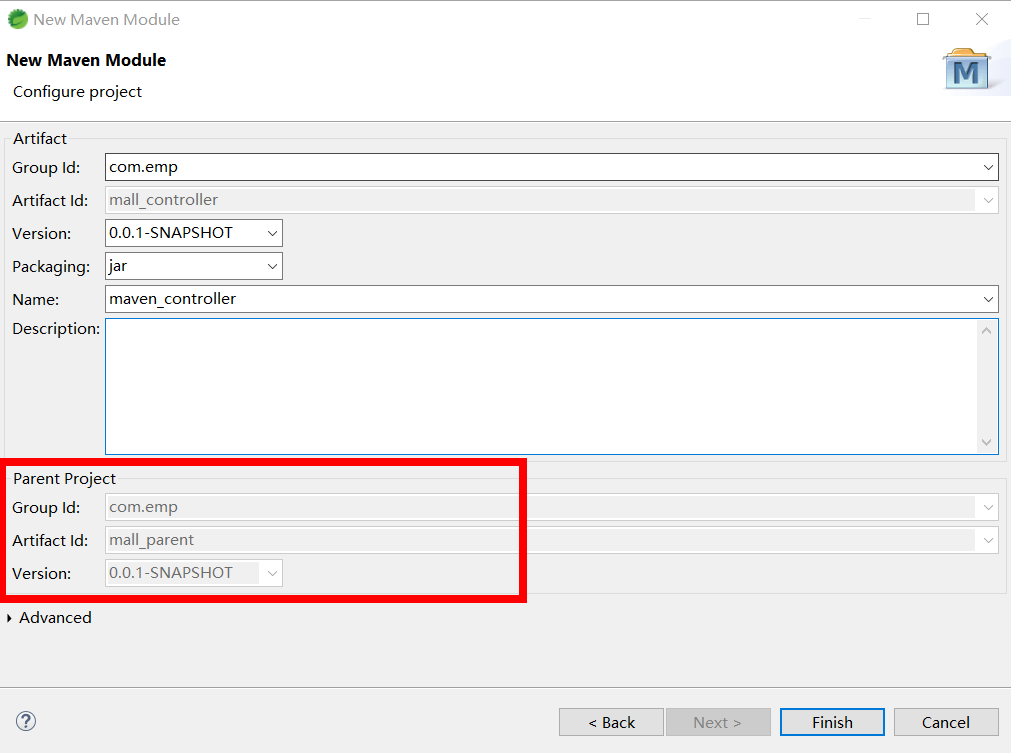 New Maven Module
New Maven Module
Configure project
M
Artifact
Group Id: com.emp
Artifact Id: mall_controller
Version: 0.0.1-SNAPSHOT
Packaging: jar
Name: maven_controller
Description:
Parent Project
Group Id: com.emp
Artifact Id: mall_parent
Version: 0.0.1-SNAPSHOT
Advanced
? < Back Next > Finish Cancel